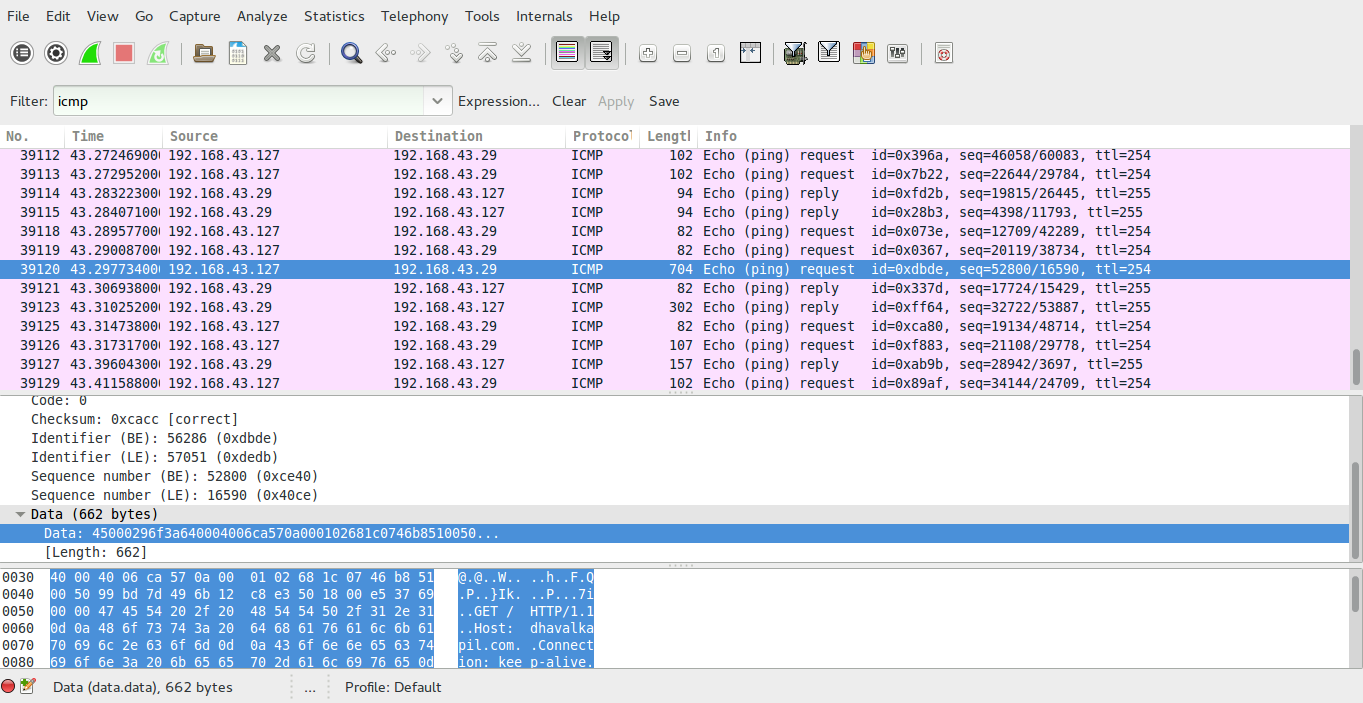 File Edit View Go Capture Analyze Statistics Telephony Tools Internals Help
Filter: icmp Expression... Clear Apply Save
No. Time Source Destination Protocol Length Info
39112 43.272469000 192.168.43.127 192.168.43.29 ICMP 102 Echo (ping) request id=0x396a, seq=46058/60083, ttl=254
39113 43.272952000 192.168.43.127 192.168.43.29 ICMP 102 Echo (ping) request id=0x7b22, seq=22644/29784, ttl=254
39114 43.283223000 192.168.43.29 192.168.43.127 ICMP 94 Echo (ping) reply id=0xfd2b, seq=19815/26445, ttl=255
39115 43.284071000 192.168.43.29 192.168.43.127 ICMP 94 Echo (ping) reply id=0x28b3, seq=4398/11793, ttl=255
39118 43.289577000 192.168.43.127 192.168.43.29 ICMP 82 Echo (ping) request id=0x073e, seq=12709/42289, ttl=254
39119 43.290087000 192.168.43.127 192.168.43.29 ICMP 82 Echo (ping) request id=0x0367, seq=20119/38734, ttl=254
39120 43.297734000 192.168.43.127 192.168.43.29 ICMP 704 Echo (ping) request id=0xdbde, seq=52800/16590, ttl=254
39121 43.306938000 192.168.43.29 192.168.43.127 ICMP 82 Echo (ping) reply id=0x337d, seq=17724/15429, ttl=255
39123 43.310252000 192.168.43.29 192.168.43.127 ICMP 302 Echo (ping) reply id=0xff64, seq=32722/53887, ttl=255
39125 43.314738000 192.168.43.127 192.168.43.29 ICMP 82 Echo (ping) request id=0xca80, seq=19134/48714, ttl=254
39126 43.317317000 192.168.43.127 192.168.43.29 ICMP 107 Echo (ping) request id=0xf883, seq=21108/29778, ttl=254
39127 43.396043000 192.168.43.29 192.168.43.127 ICMP 157 Echo (ping) reply id=0xab9b, seq=28942/3697, ttl=255
39129 43.411588000 192.168.43.127 192.168.43.29 ICMP 102 Echo (ping) request id=0x89af, seq=34144/24709, ttl=254
Code: 0
Checksum: 0xcacc [correct]
Identifier (BE): 56286 (0xdbde)
Identifier (LE): 57051 (0xdedb)
Sequence number (BE): 52800 (0xce40)
Sequence number (LE): 16590 (0x40ce)
Data (662 bytes)
Data: 45000296f3a640004006ca570a000102681c0746b8510050...
[Length: 662]
0030 40 00 40 06 ca 57 0a 00 01 02 68 1c 07 46 b8 51 @.@..W.. ..h..F.Q
0040 00 50 99 bd 7d 49 6b 12 c8 e3 50 18 00 e5 37 69 .P..}Ik. ..P...7i
0050 00 00 47 45 54 20 2f 20 48 54 54 50 2f 31 2e 31 ..GET / HTTP/1.1
0060 0d 0a 48 6f 73 74 3a 20 64 68 61 76 61 6c 6b 61 ..Host: dhavalka
0070 70 69 6c 2e 63 6f 6d 0d 0a 43 6f 6e 6e 65 63 74 pil.com. .Connect
0080 69 6f 6e 3a 20 6b 65 65 70 2d 61 6c 69 76 65 0d ion: kee p-alive.
Data (data.data), 662 bytes ... Profile: Default